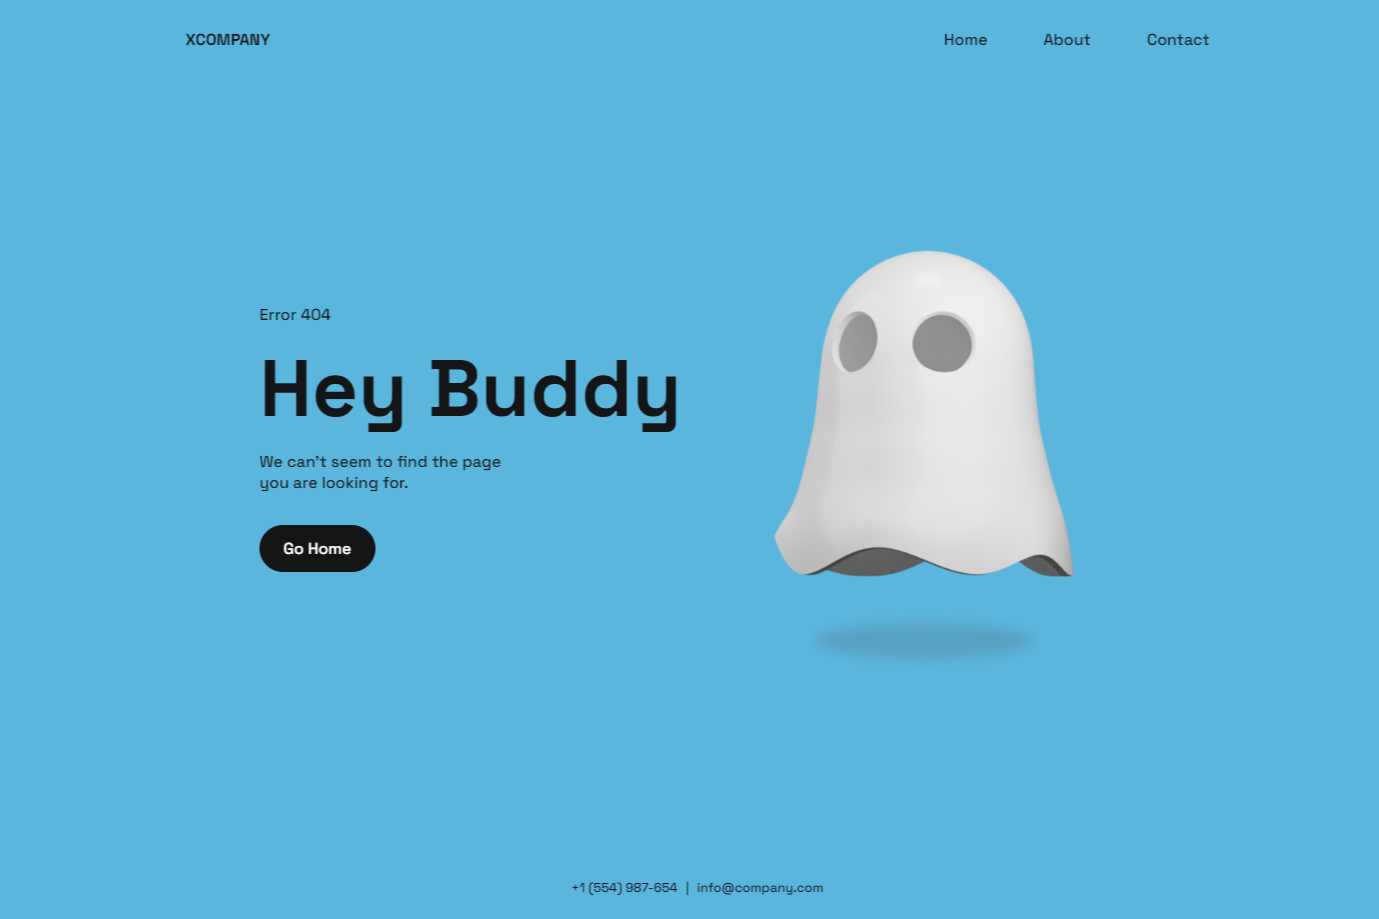 XCOMPANY
Home About Contact
Error 404
Hey Buddy
We can't seem to find the page
you are looking for.
Go Home
+1 (554) 987-654 | info@company.com